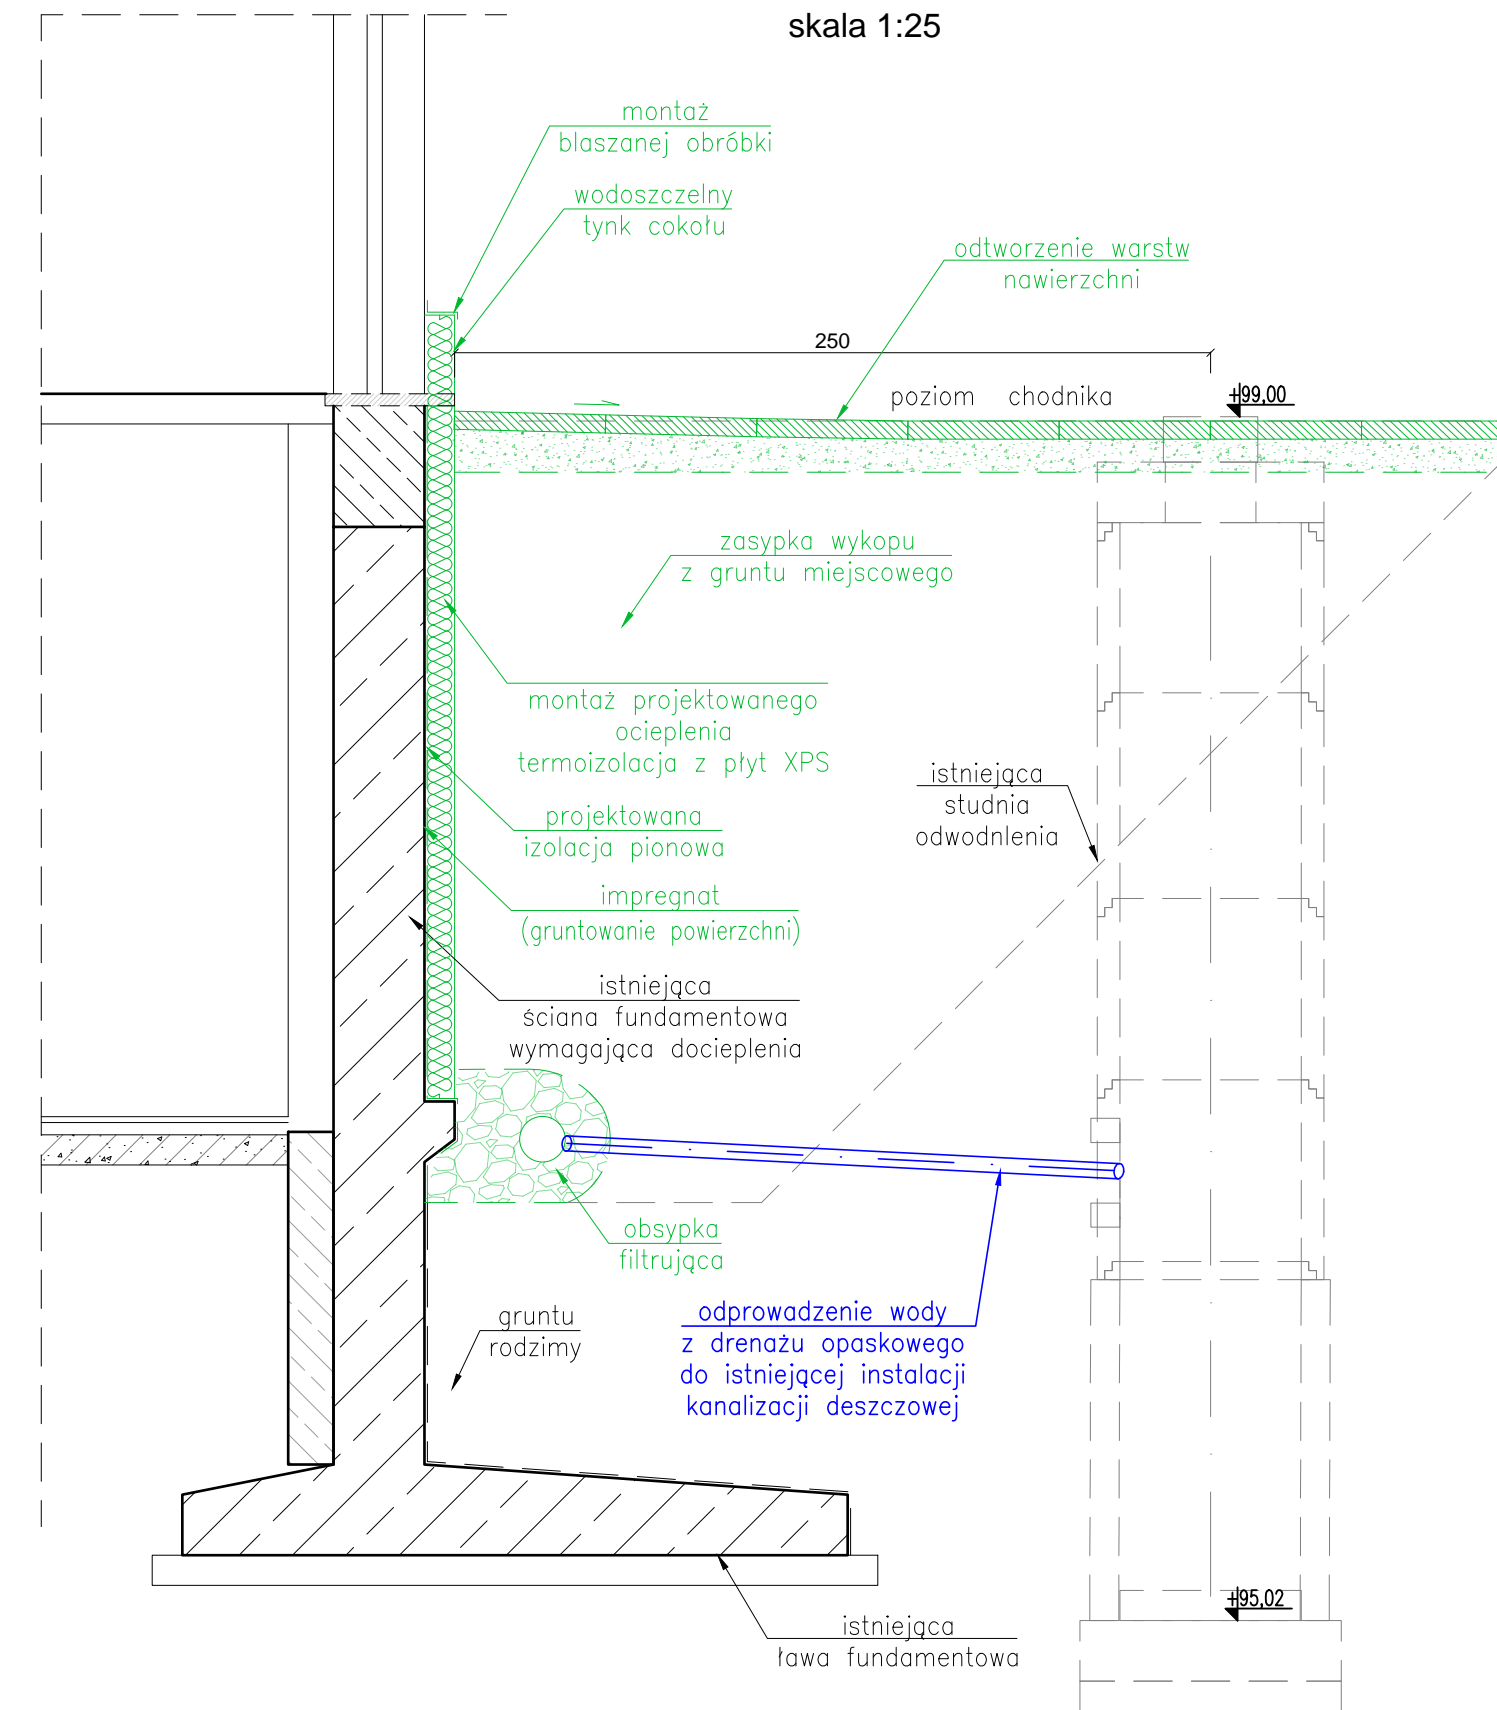 skala 1:25
montaż
blaszanej obróbki
wodoszczelny
tynk cokołu
odtworzenie warstw
nawierzchni
250
poziom chodnika
+99,00
zasypka wykopu
z gruntu miejscowego
montaż projektowanego
ocieplenia
termoizolacja z płyt XPS
istniejąca
studnia
odwodnlenia
projektowana
izolacja pionowa
impregnat
(gruntowanie powierzchni)
istniejąca
ściana fundamentowa
wymagająca docieplenia
obsypka
filtrująca
gruntu
rodzimy
odprowadzenie wody
z drenażu opaskowego
do istniejącej instalacji
kanalizacji deszczowej
+95,02
istniejąca
ława fundamentowa